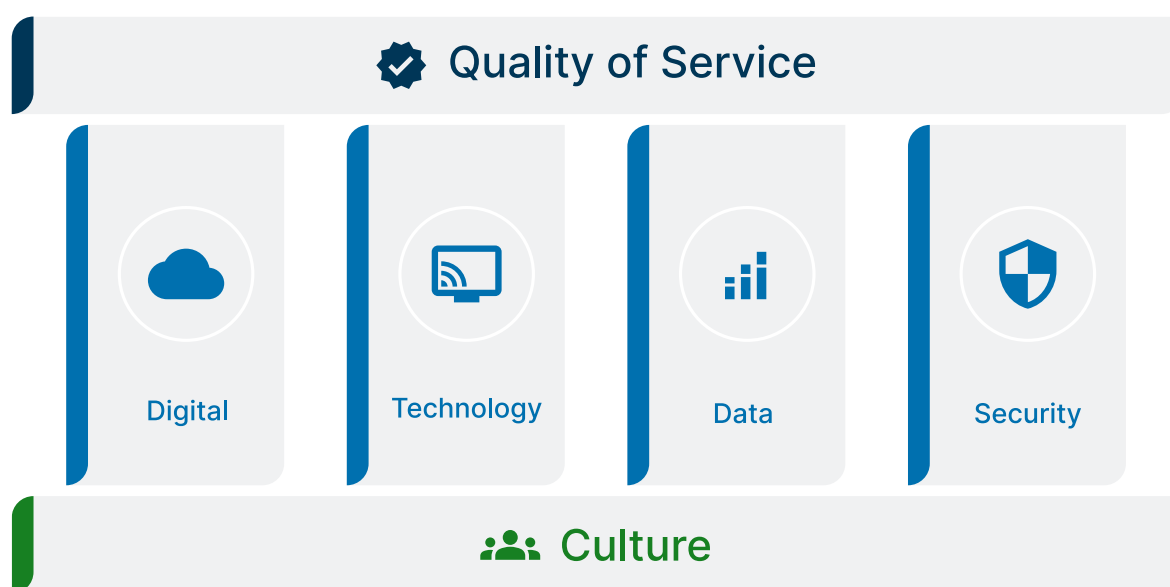 Quality of Service
Digital
Technology
Data
Security
Culture